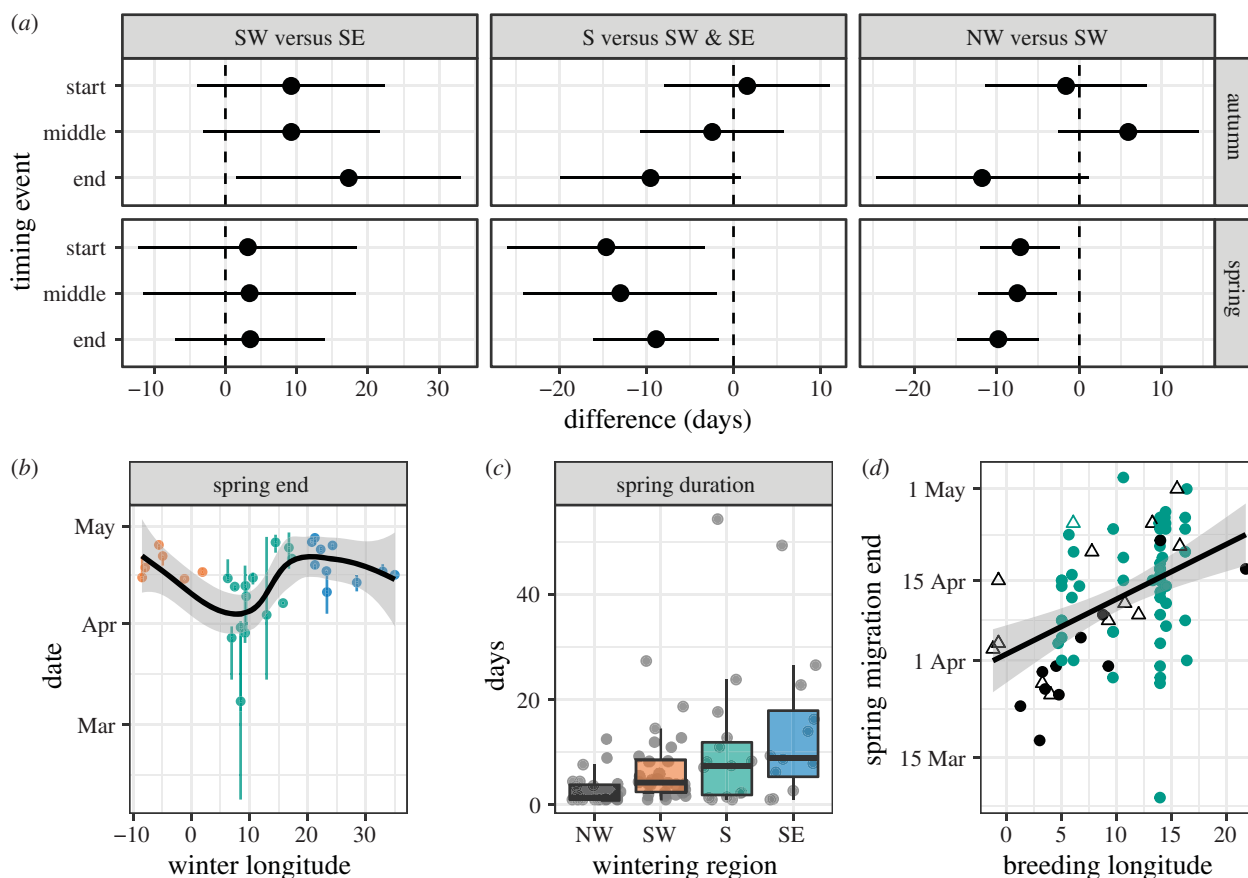 (a)
SW versus SE
S versus SW & SE
NW versus SW
timing event
start
middle
end
autumn
start
middle
end
spring
−10 0 10 20 30
−20 −10 0 10
−20 −10 0 10
difference (days)
(b)
spring end
date
May
Apr
Mar
−10 0 10 20 30
winter longitude
(c)
spring duration
days
40
20
0
NW SW S SE
wintering region
(d)
spring migration end
1 May
15 Apr
1 Apr
15 Mar
0 5 10 15 20
breeding longitude